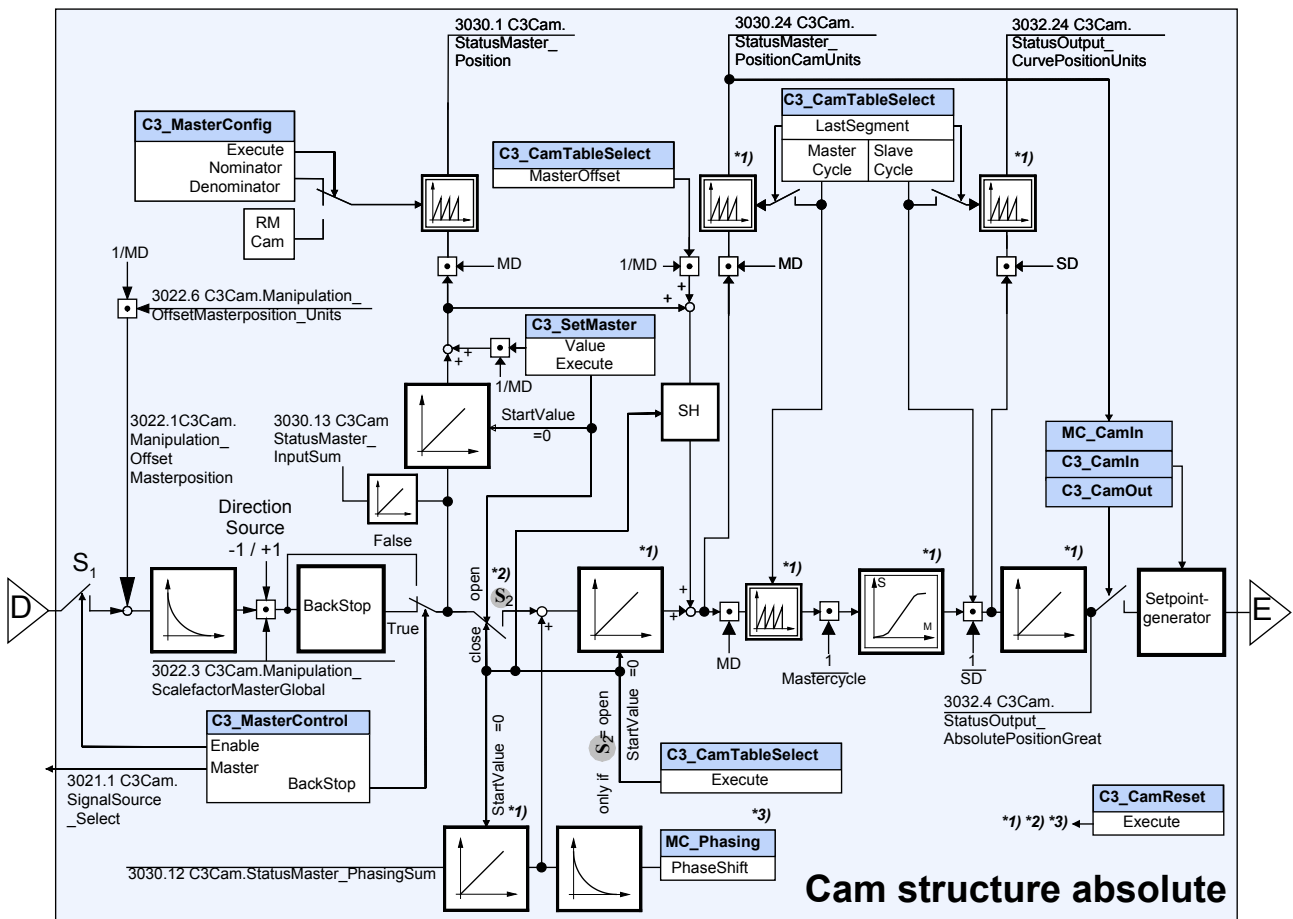 3030.1 C3Cam.
StatusMaster_
Position
3030.24 C3Cam.
StatusMaster_
PositionCamUnits
3032.24 C3Cam.
StatusOutput_
CurvePositionUnits
C3_MasterConfig
Execute
Nominator
Denominator
RM
Cam
C3_CamTableSelect
MasterOffset
C3_CamTableSelect
LastSegment
Master
Cycle
Slave
Cycle
*1)
*1)
1/MD
MD
1/MD
MD
SD
3022.6 C3Cam.Manipulation_
OffsetMasterposition_Units
+
+
C3_SetMaster
Value
Execute
+
+
1/MD
StartValue
=0
SH
3022.1C3Cam.
Manipulation_
Offset
Masterposition
3030.13 C3Cam
StatusMaster_
InputSum
MC_CamIn
C3_CamIn
C3_CamOut
Direction
Source
-1 / +1
False
S1
D
BackStop
True
open
close
*2)
S2
+
*1)
+
+
MD
*1)
1
Mastercycle
*1)
S
M
1
SD
*1)
Setpoint-
generator
E
3022.3 C3Cam.Manipulation_
ScalefactorMasterGlobal
3032.4 C3Cam.
StatusOutput_
AbsolutePositionGreat
C3_MasterControl
Enable
Master
BackStop
3021.1 C3Cam.
SignalSource
_Select
StartValue =0
only if S2= open
StartValue =0
C3_CamTableSelect
Execute
*1)
*3)
MC_Phasing
PhaseShift
3030.12 C3Cam.StatusMaster_PhasingSum
C3_CamReset
Execute
*1) *2) *3)
Cam structure absolute